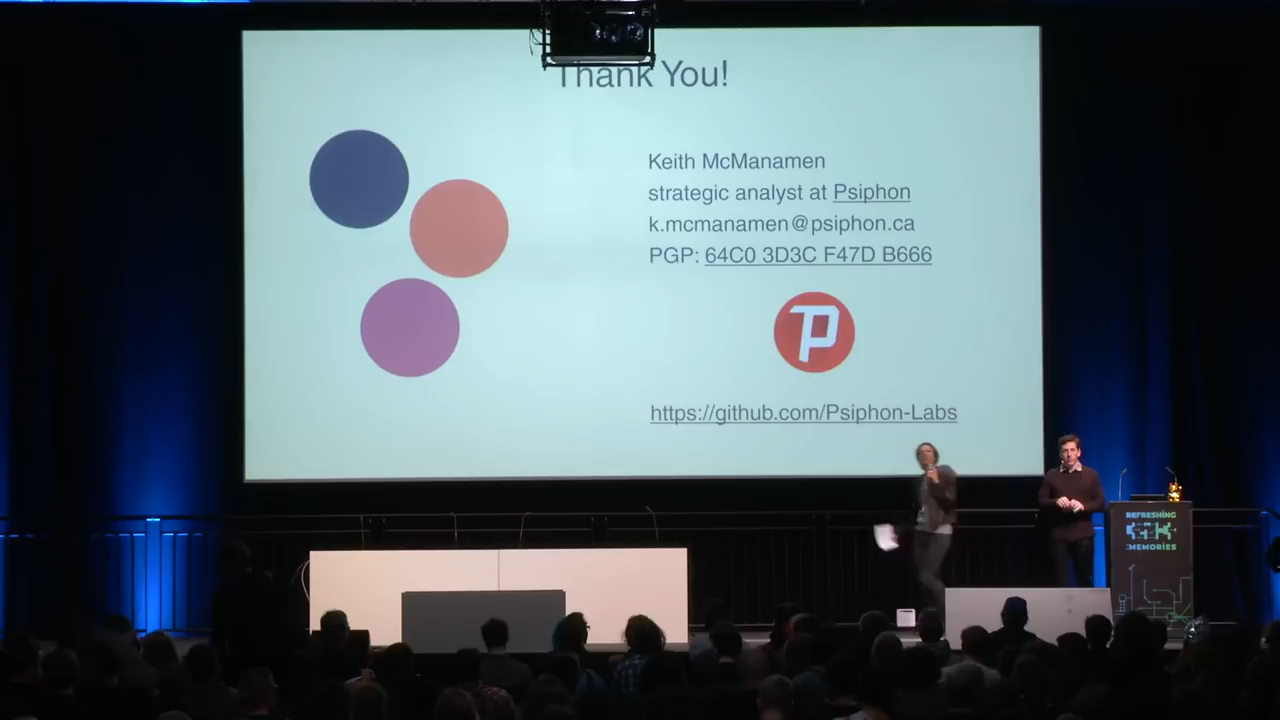 Thank You!
Keith McManamen
strategic analyst at Psiphon
k.mcmanamen@psiphon.ca
PGP: 64C0 3D3C F47D B666
P
https://github.com/Psiphon-Labs
REFRESHING
MEMORIES